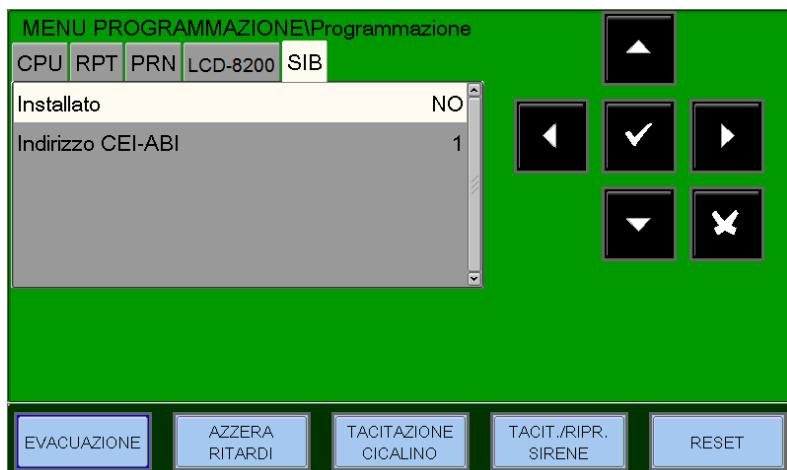 MENU PROGRAMMAZIONE\Programmazione
CPU RPT PRN LCD-8200 SIB
Installato NO
Indirizzo CEI-ABI 1
EVACUAZIONE
AZZERA
RITARDI
TACITAZIONE
CICALINO
TACIT./RIPR.
SIRENE
RESET